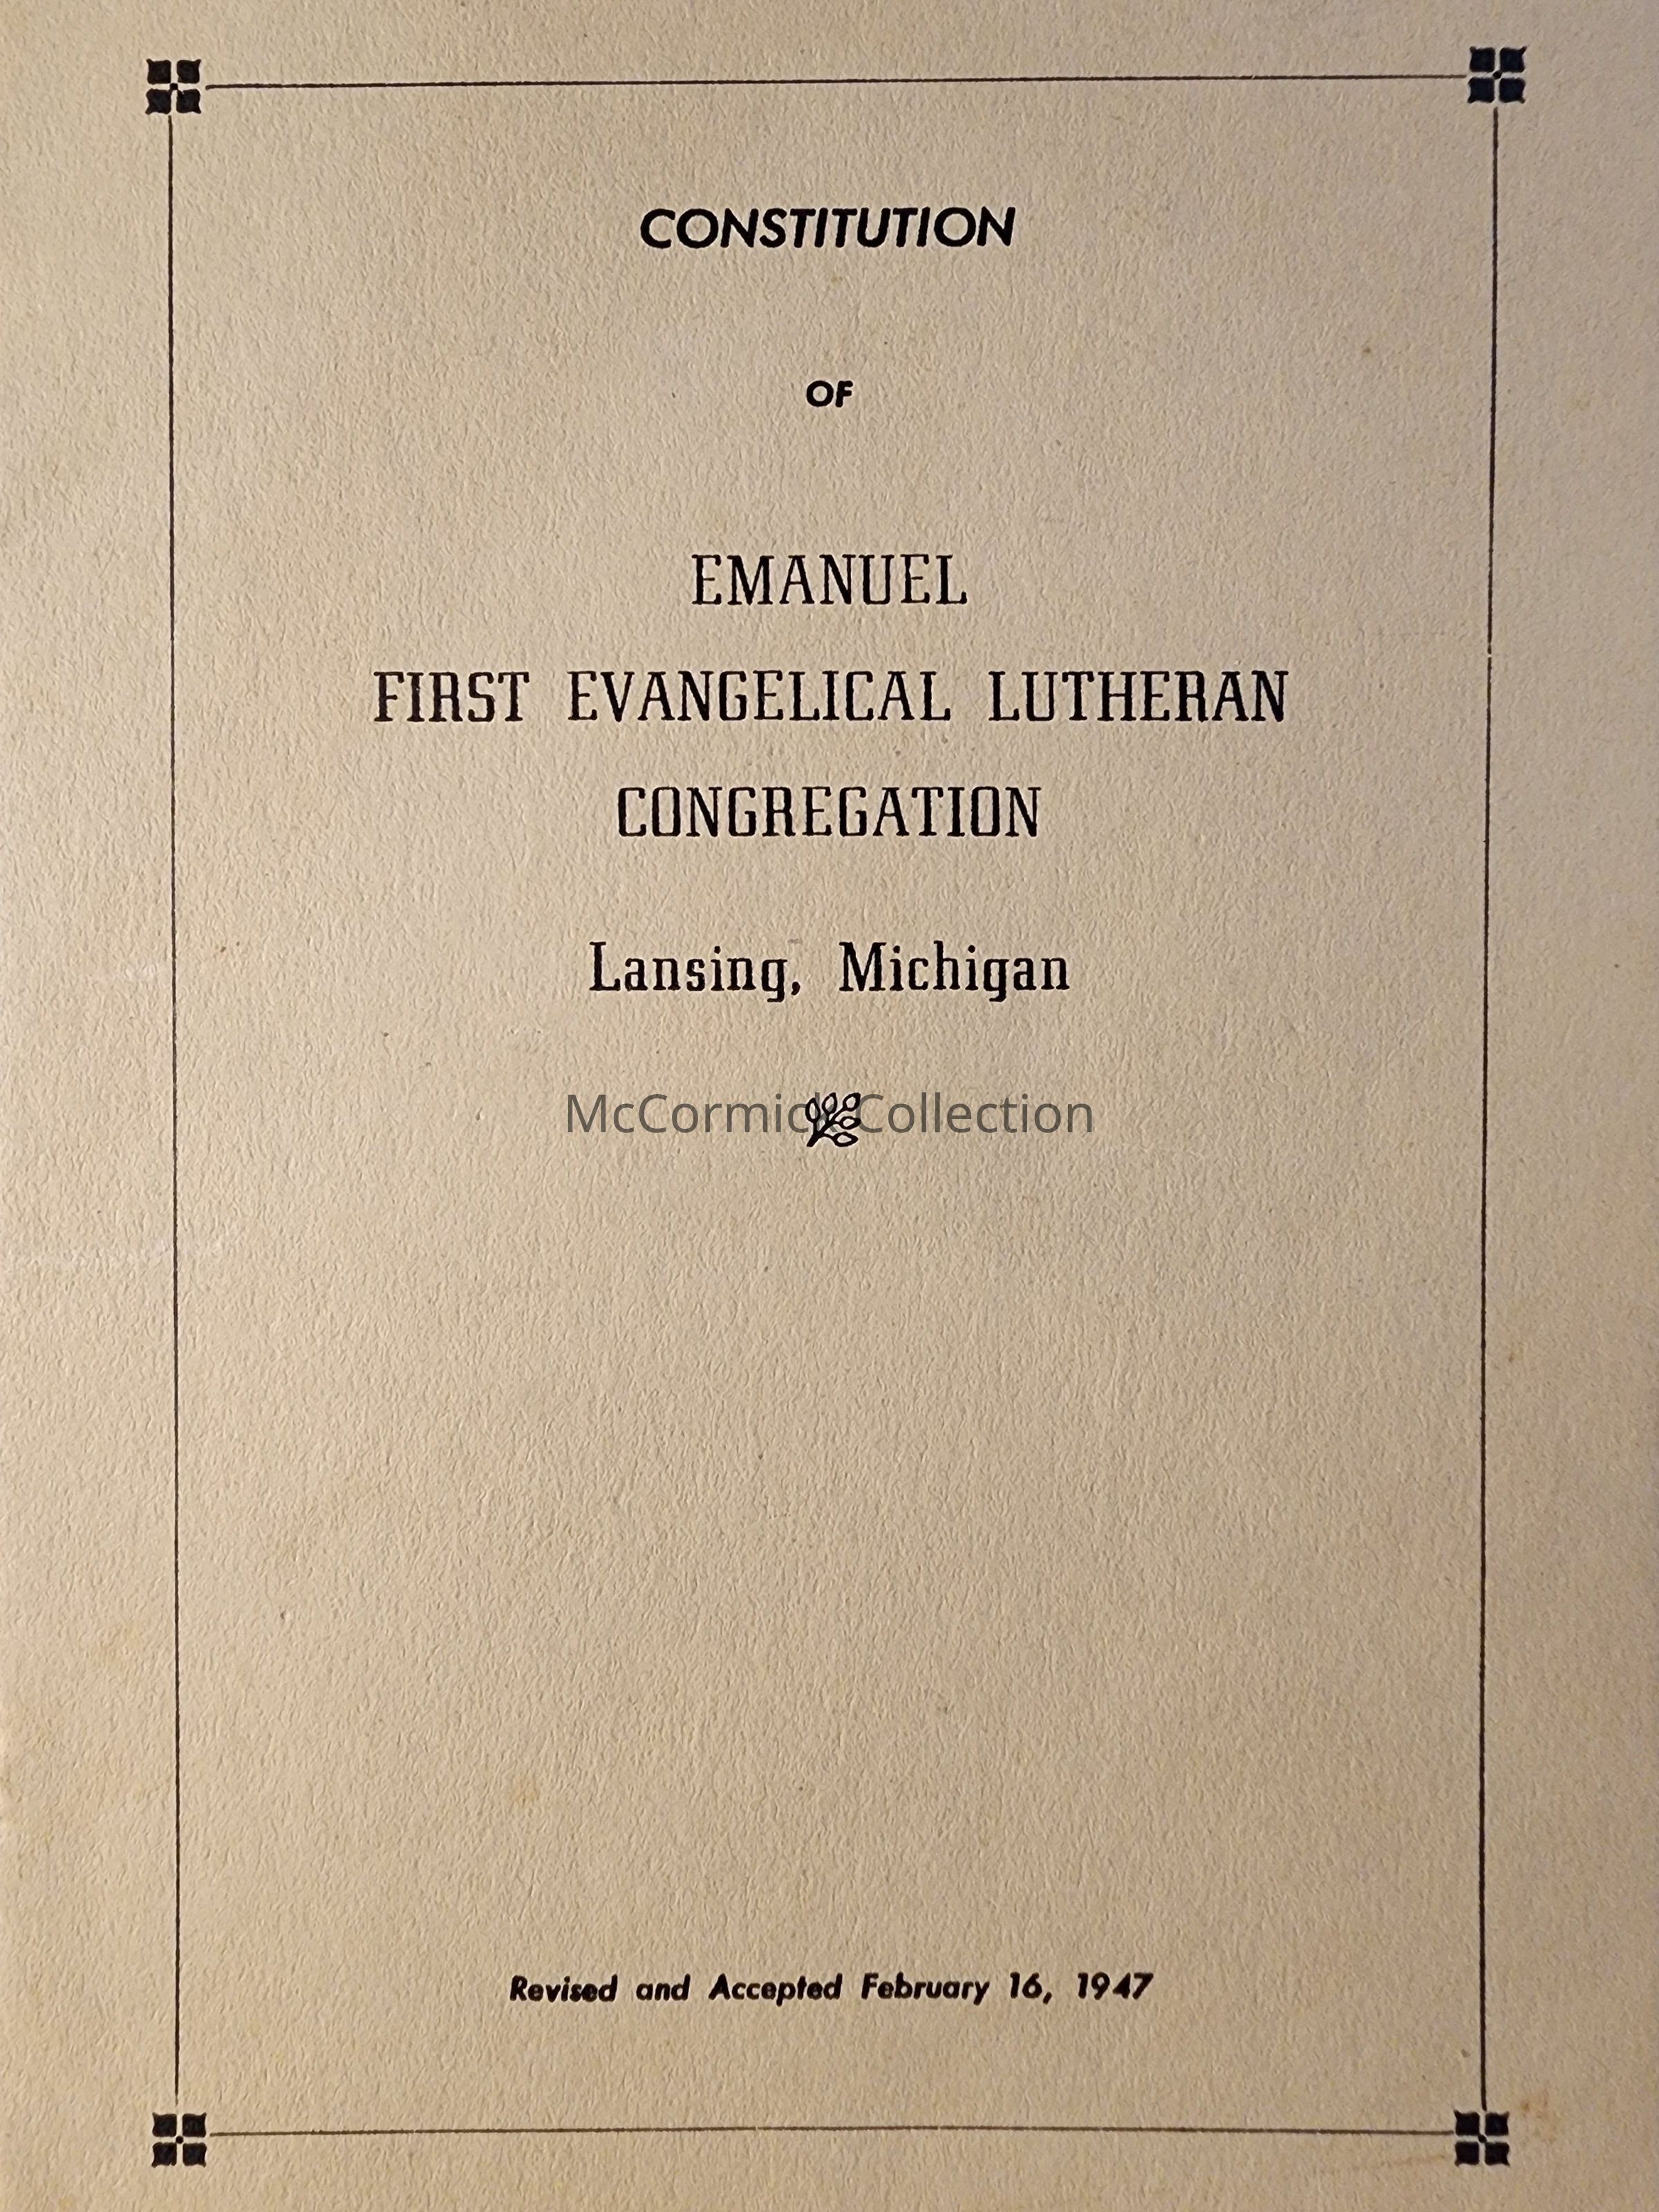 CONSTITUTION
OF
EMANUEL
FIRST EVANGELICAL LUTHERAN
CONGREGATION
Lansing, Michigan
McCormick Collection
Revised and Accepted February 16, 1947